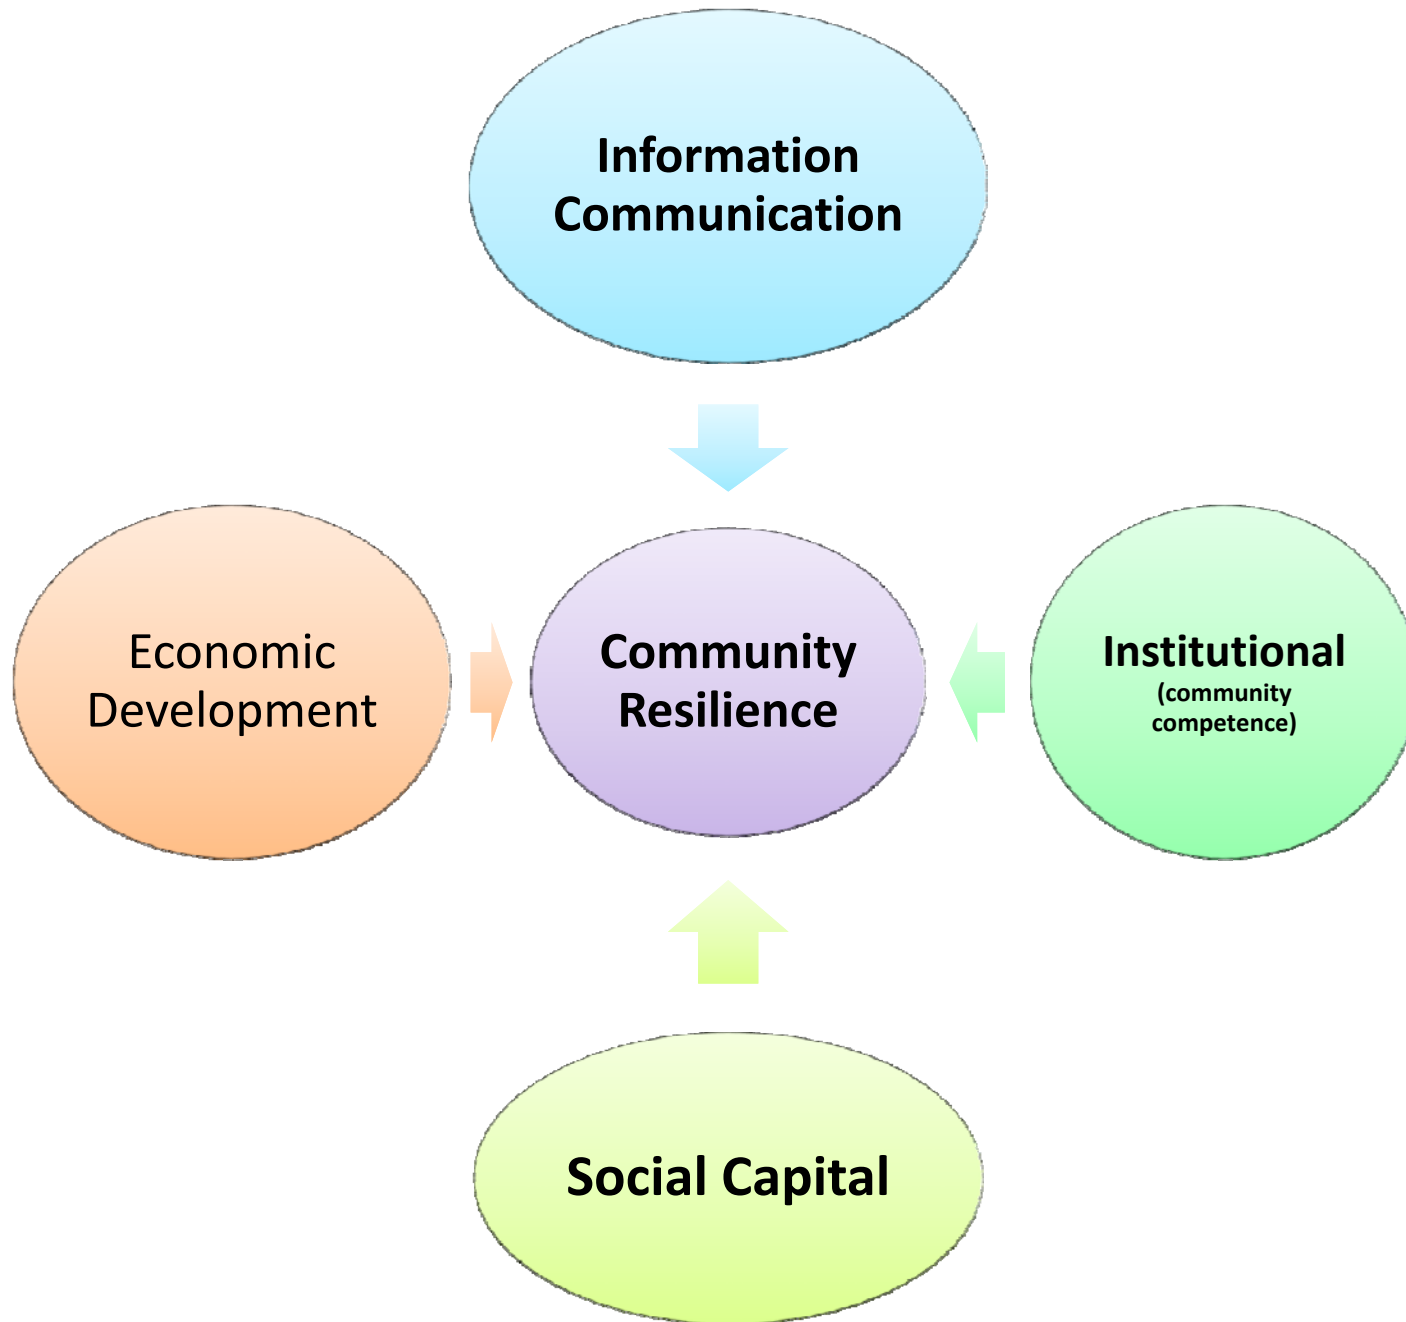 Information
Communication
Economic
Development
Community
Resilience
Institutional
(community
competence)
Social Capital